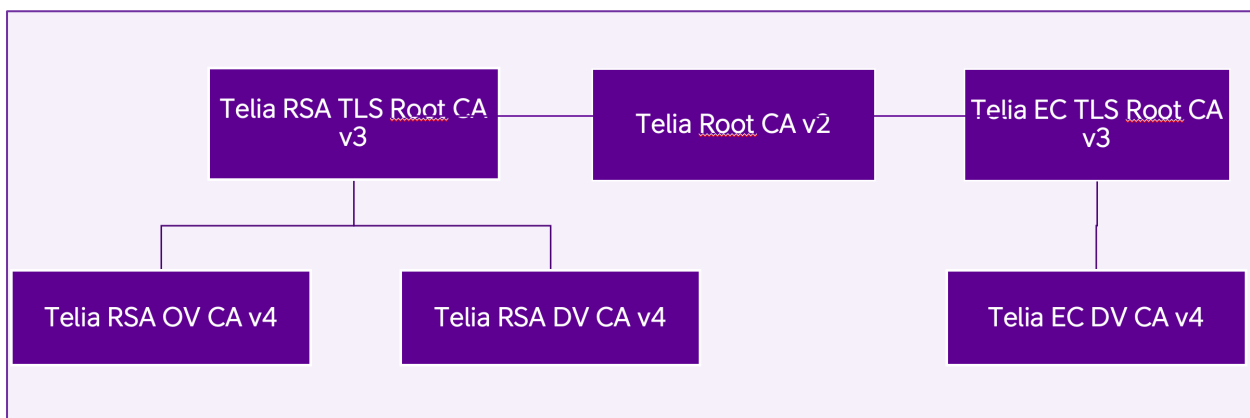 Telia RSA TLS Root CA
v3
Telia Root CA v2
Telia EC TLS Root CA
v3
Telia RSA OV CA v4
Telia RSA DV CA v4
Telia EC DV CA v4